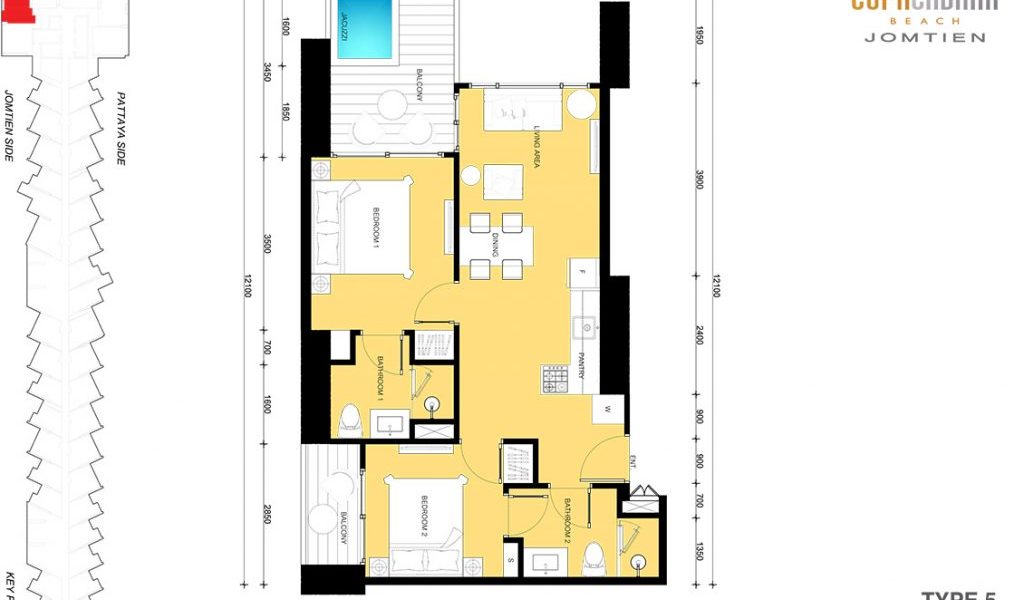 BEACH
JOMTIEN
PATTAYA SIDE
JOMTIEN SIDE
JACUZZI
BALCONY
LIVING AREA
BEDROOM 1
DINING
F
PANTRY
BATHROOM 1
W
ENT.
BEDROOM 2
BALCONY
S
BATHROOM 2
1600
3450
1850
3500
12100
700
1600
2850
1950
3900
12100
2400
900
900
700
1350
KEY
TYPE 5